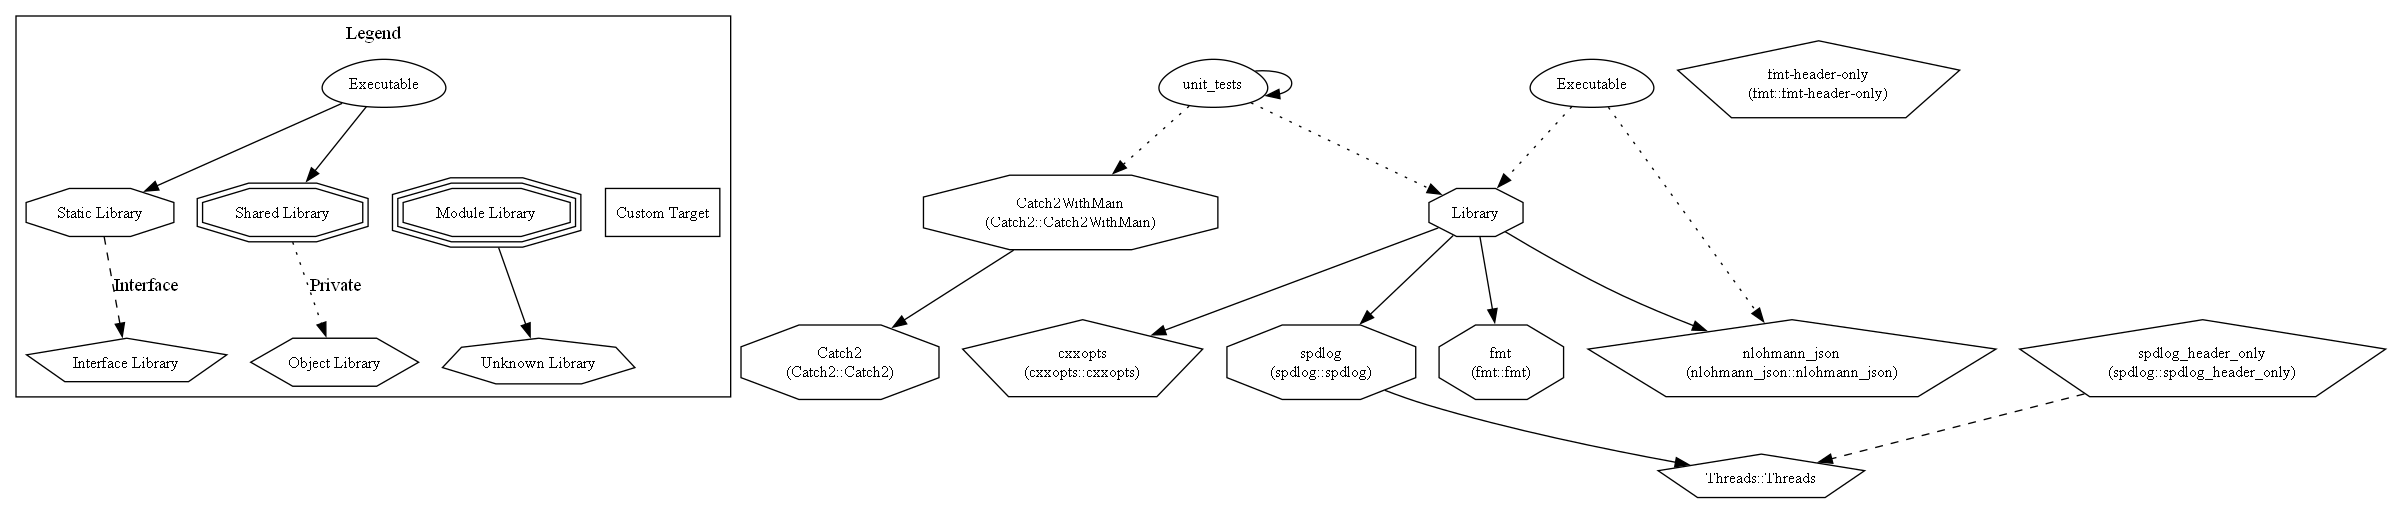 Legend
Executable
Static Library
Shared Library
Module Library
Custom Target
Interface
Private
Interface Library
Object Library
Unknown Library
unit_tests
Executable
fmt-header-only
(fmt::fmt-header-only)
Catch2WithMain
(Catch2::Catch2WithMain)
Library
Catch2
(Catch2::Catch2)
cxxopts
(cxxopts::cxxopts)
spdlog
(spdlog::spdlog)
fmt
(fmt::fmt)
nlohmann_json
(nlohmann_json::nlohmann_json)
spdlog_header_only
(spdlog::spdlog_header_only)
Threads::Threads